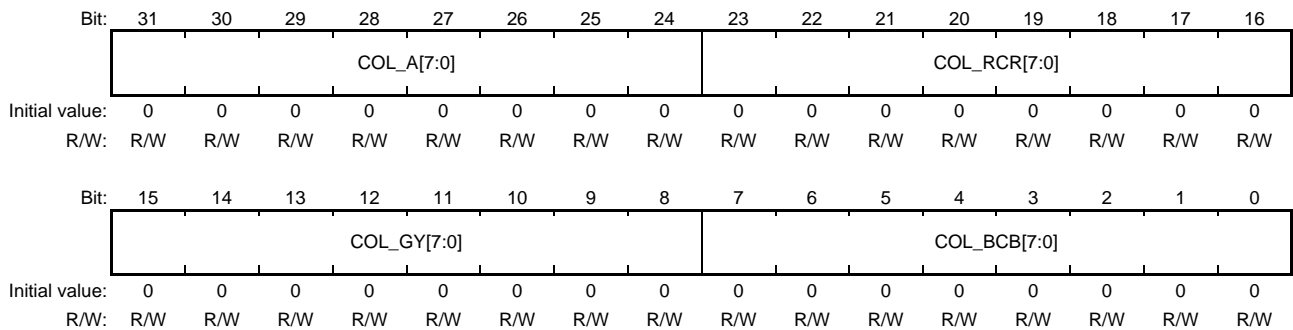 Bit: 31 30 29 28 27 26 25 24 23 22 21 20 19 18 17 16
COL_A[7:0] COL_RCR[7:0]
Initial value: 0 0 0 0 0 0 0 0 0 0 0 0 0 0 0 0
R/W: R/W R/W R/W R/W R/W R/W R/W R/W R/W R/W R/W R/W R/W R/W R/W R/W
Bit: 15 14 13 12 11 10 9 8 7 6 5 4 3 2 1 0
COL_GY[7:0] COL_BCB[7:0]
Initial value: 0 0 0 0 0 0 0 0 0 0 0 0 0 0 0 0
R/W: R/W R/W R/W R/W R/W R/W R/W R/W R/W R/W R/W R/W R/W R/W R/W R/W